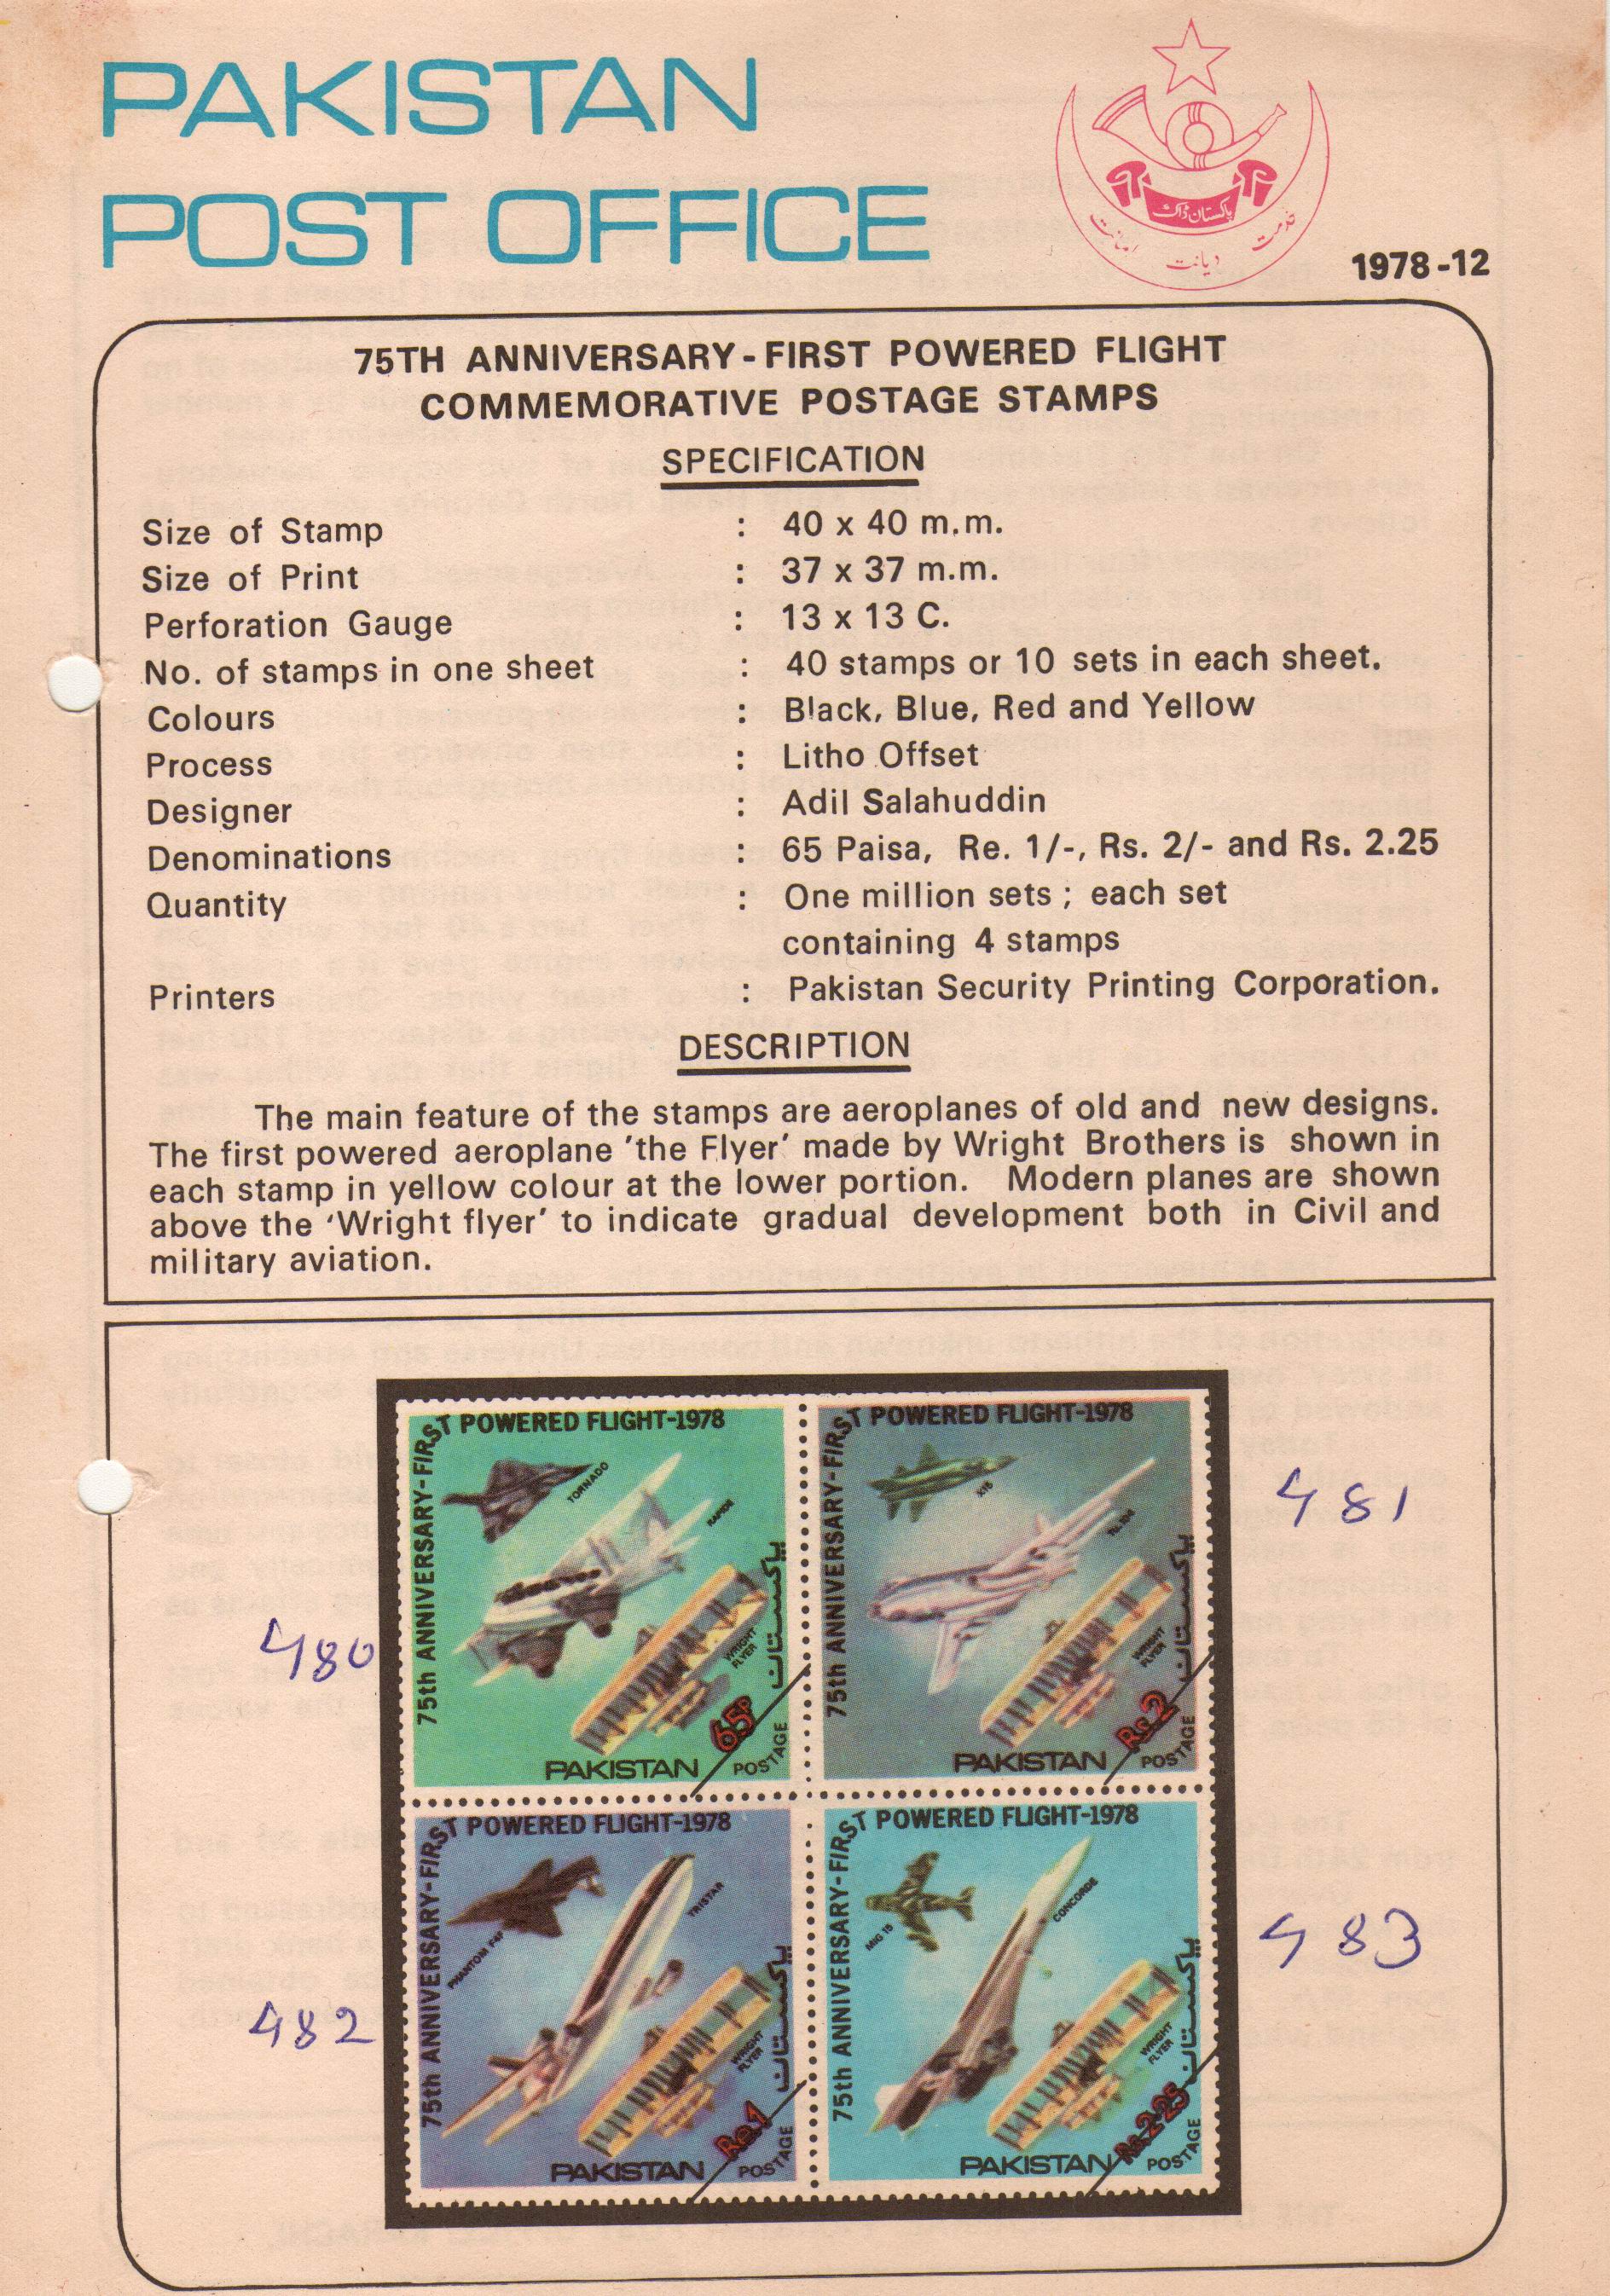 PAKISTAN
POST OFFICE
پاکستان ڈاک
خدمت دیانت امانت
1978-12
75TH ANNIVERSARY-FIRST POWERED FLIGHT
COMMEMORATIVE POSTAGE STAMPS
SPECIFICATION
Size of Stamp : 40 x 40 m.m.
Size of Print : 37 x 37 m.m.
Perforation Gauge : 13 x 13 C.
No. of stamps in one sheet : 40 stamps or 10 sets in each sheet.
Colours : Black, Blue, Red and Yellow
Process : Litho Offset
Designer : Adil Salahuddin
Denominations : 65 Paisa, Re. 1/-, Rs. 2/- and Rs. 2.25
Quantity : One million sets ; each set
containing 4 stamps
Printers : Pakistan Security Printing Corporation.
DESCRIPTION
The main feature of the stamps are aeroplanes of old and new designs.
The first powered aeroplane 'the Flyer' made by Wright Brothers is shown in
each stamp in yellow colour at the lower portion. Modern planes are shown
above the 'Wright flyer' to indicate gradual development both in Civil and
military aviation.
480
75th ANNIVERSARY-FIRST POWERED FLIGHT-1978
TORNADO
RAPIDE
WRIGHT
FLYER
پاکستان
65P
PAKISTAN
POSTAGE
481
75th ANNIVERSARY-FIRST POWERED FLIGHT-1978
X15
WRIGHT
FLYER
پاکستان
Rs.2
PAKISTAN
POSTAGE
482
75th ANNIVERSARY-FIRST POWERED FLIGHT-1978
PHANTOM F4F
TRISTAR
WRIGHT
FLYER
پاکستان
Re.1
PAKISTAN
POSTAGE
483
75th ANNIVERSARY-FIRST POWERED FLIGHT-1978
MIG 15
CONCORDE
WRIGHT
FLYER
پاکستان
Rs.2·25
PAKISTAN
POSTAGE